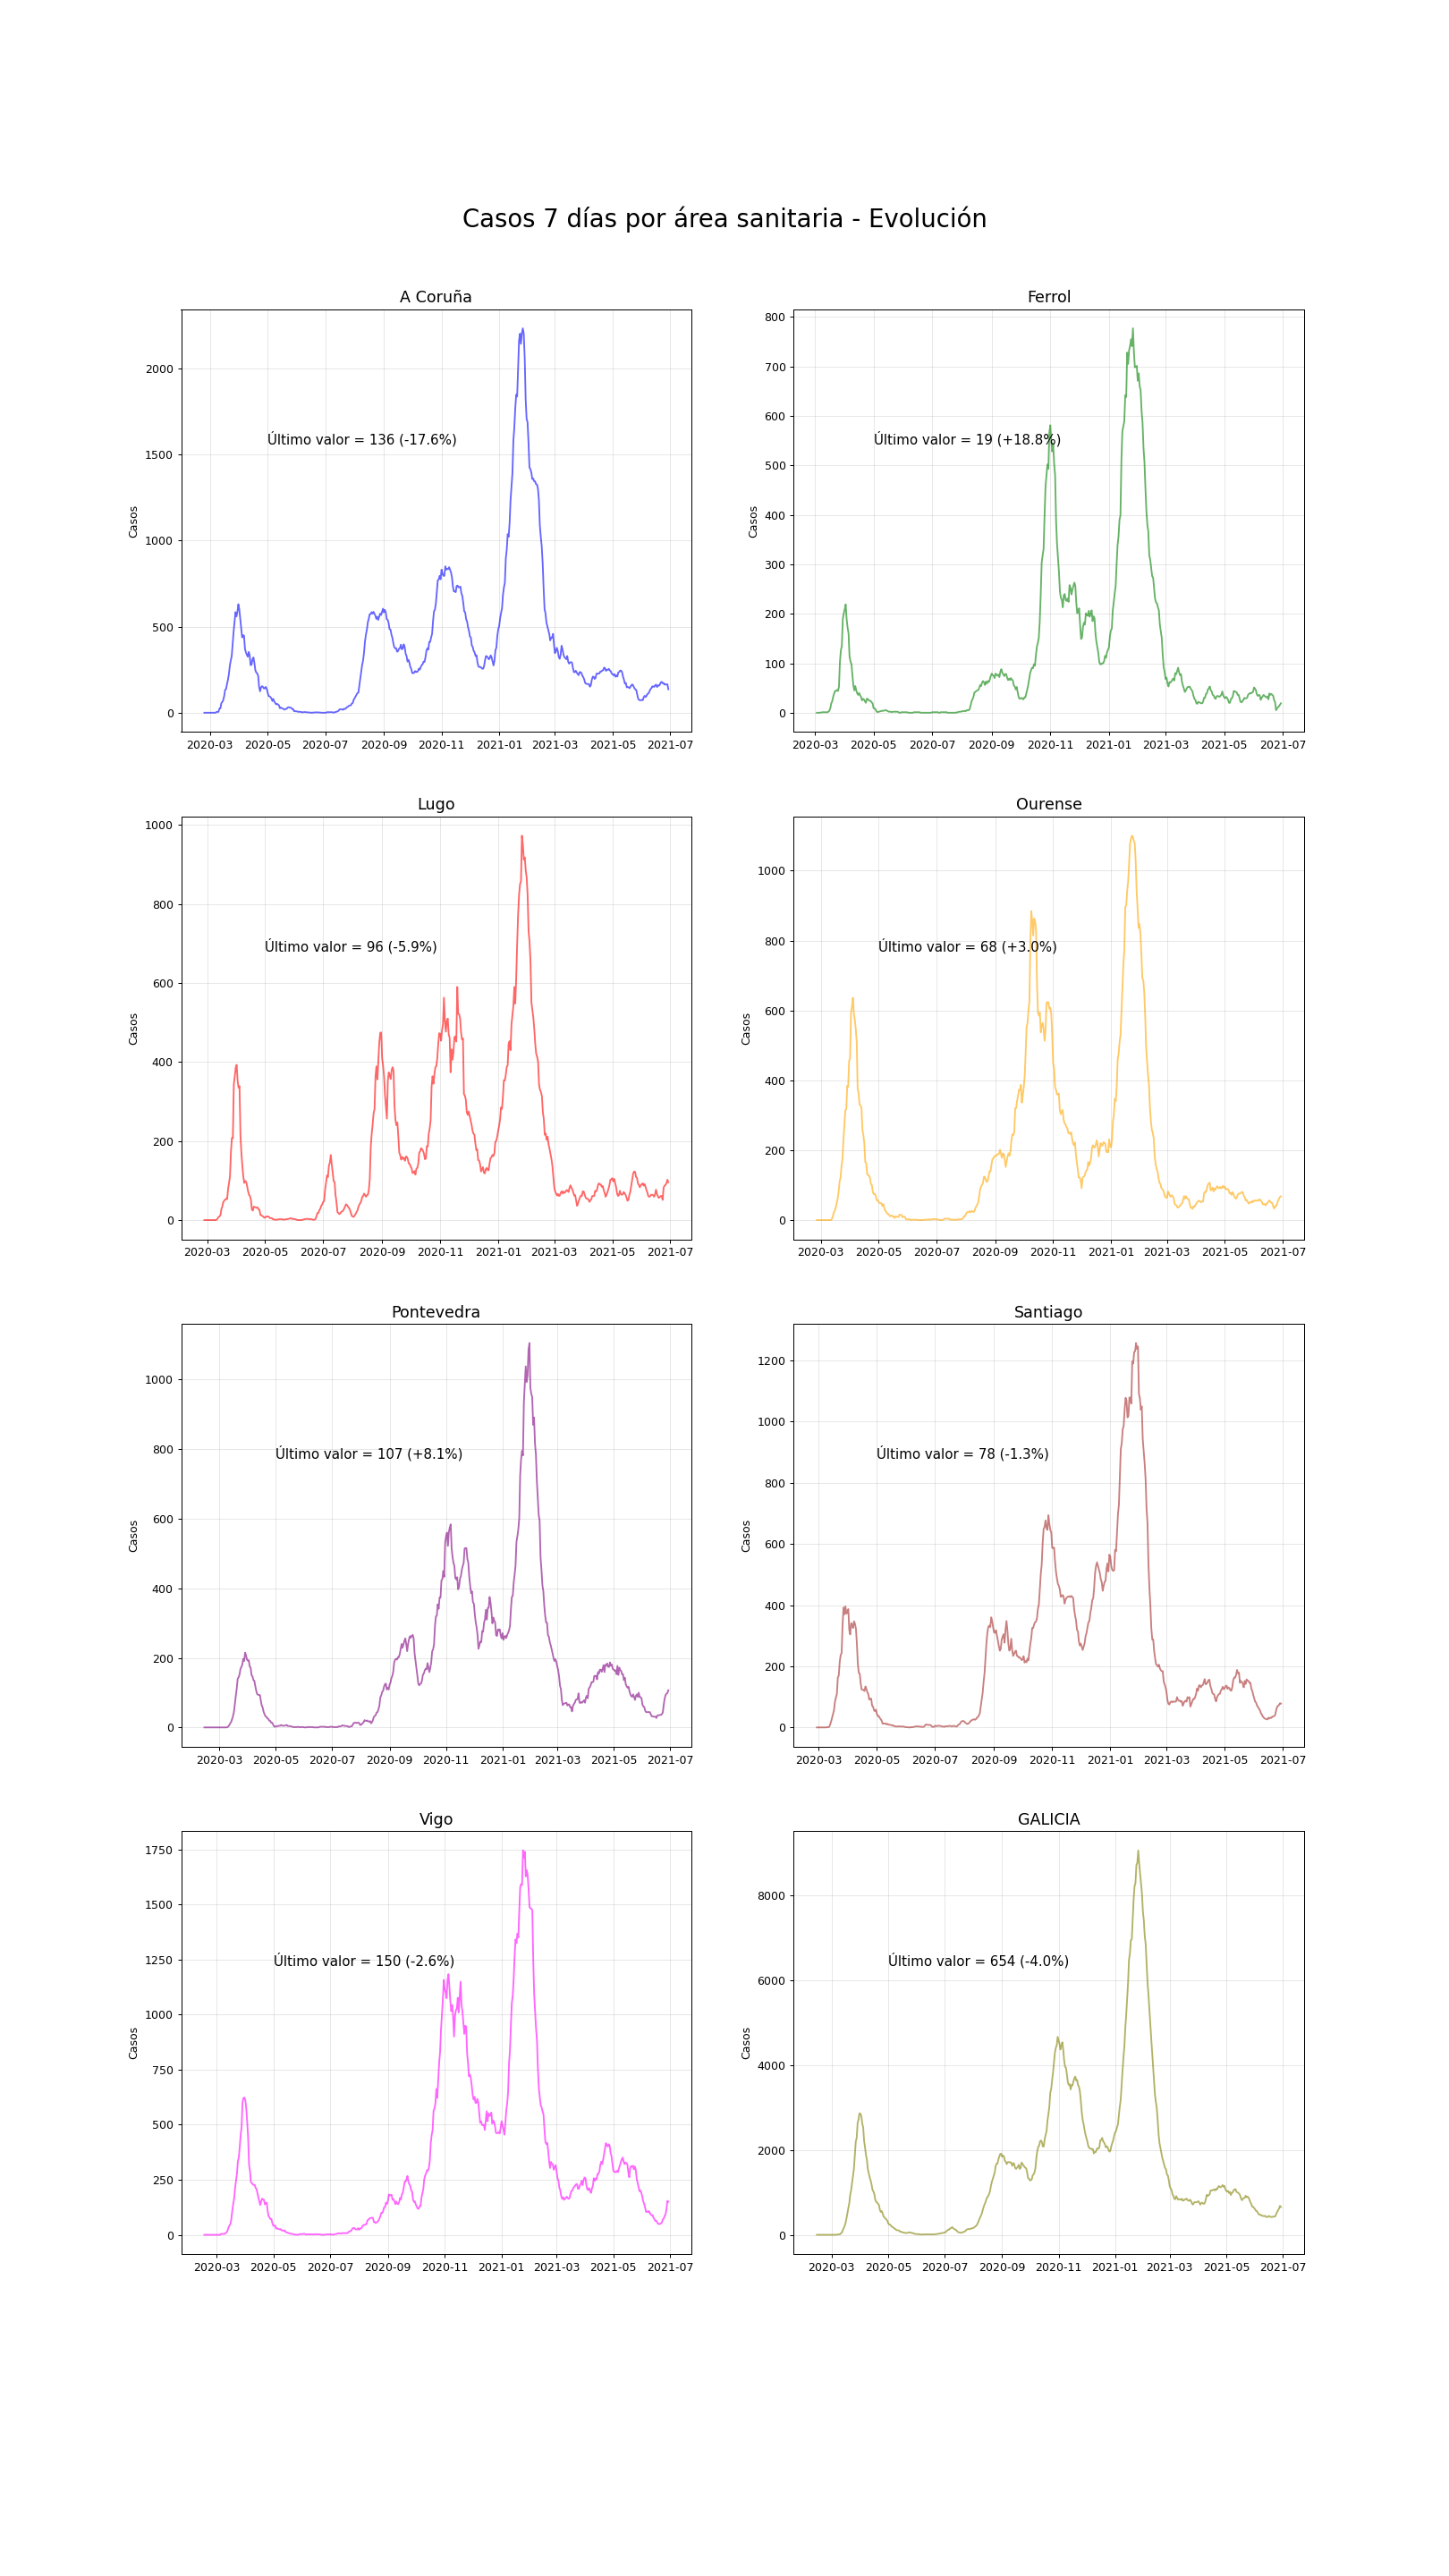 Casos 7 días por área sanitaria - Evolución
A Coruña
Casos
2000
1500
1000
500
0
Último valor = 136 (-17.6%)
2020-03 2020-05 2020-07 2020-09 2020-11 2021-01 2021-03 2021-05 2021-07
Ferrol
Casos
800
700
600
500
400
300
200
100
0
Último valor = 19 (+18.8%)
2020-03 2020-05 2020-07 2020-09 2020-11 2021-01 2021-03 2021-05 2021-07
Lugo
Casos
1000
800
600
400
200
0
Último valor = 96 (-5.9%)
2020-03 2020-05 2020-07 2020-09 2020-11 2021-01 2021-03 2021-05 2021-07
Ourense
Casos
1000
800
600
400
200
0
Último valor = 68 (+3.0%)
2020-03 2020-05 2020-07 2020-09 2020-11 2021-01 2021-03 2021-05 2021-07
Pontevedra
Casos
1000
800
600
400
200
0
Último valor = 107 (+8.1%)
2020-03 2020-05 2020-07 2020-09 2020-11 2021-01 2021-03 2021-05 2021-07
Santiago
Casos
1200
1000
800
600
400
200
0
Último valor = 78 (-1.3%)
2020-03 2020-05 2020-07 2020-09 2020-11 2021-01 2021-03 2021-05 2021-07
Vigo
Casos
1750
1500
1250
1000
750
500
250
0
Último valor = 150 (-2.6%)
2020-03 2020-05 2020-07 2020-09 2020-11 2021-01 2021-03 2021-05 2021-07
GALICIA
Casos
8000
6000
4000
2000
0
Último valor = 654 (-4.0%)
2020-03 2020-05 2020-07 2020-09 2020-11 2021-01 2021-03 2021-05 2021-07